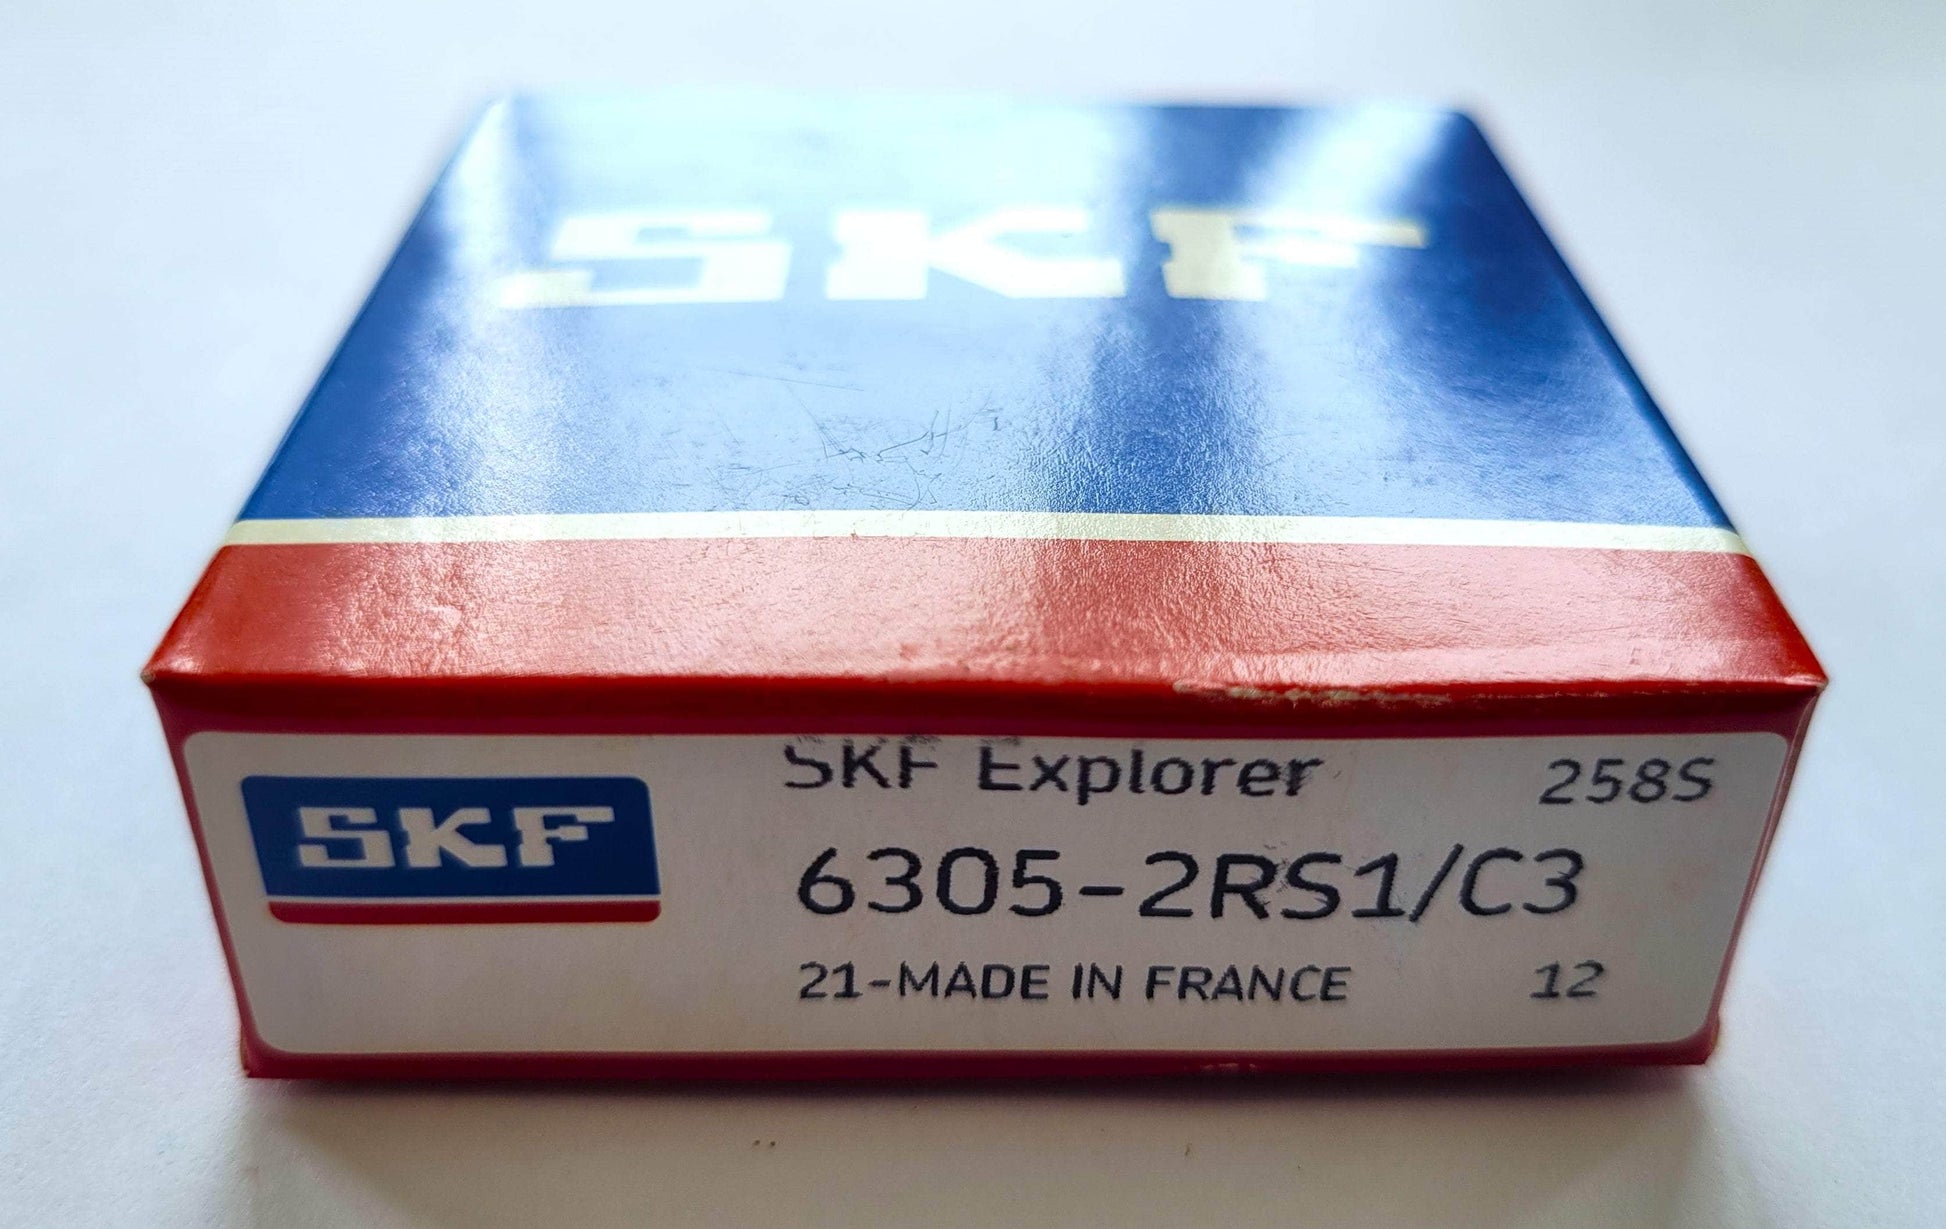 SKF
SKF
SKF Explorer 258S
6305-2RS1/C3
21-MADE IN FRANCE 12